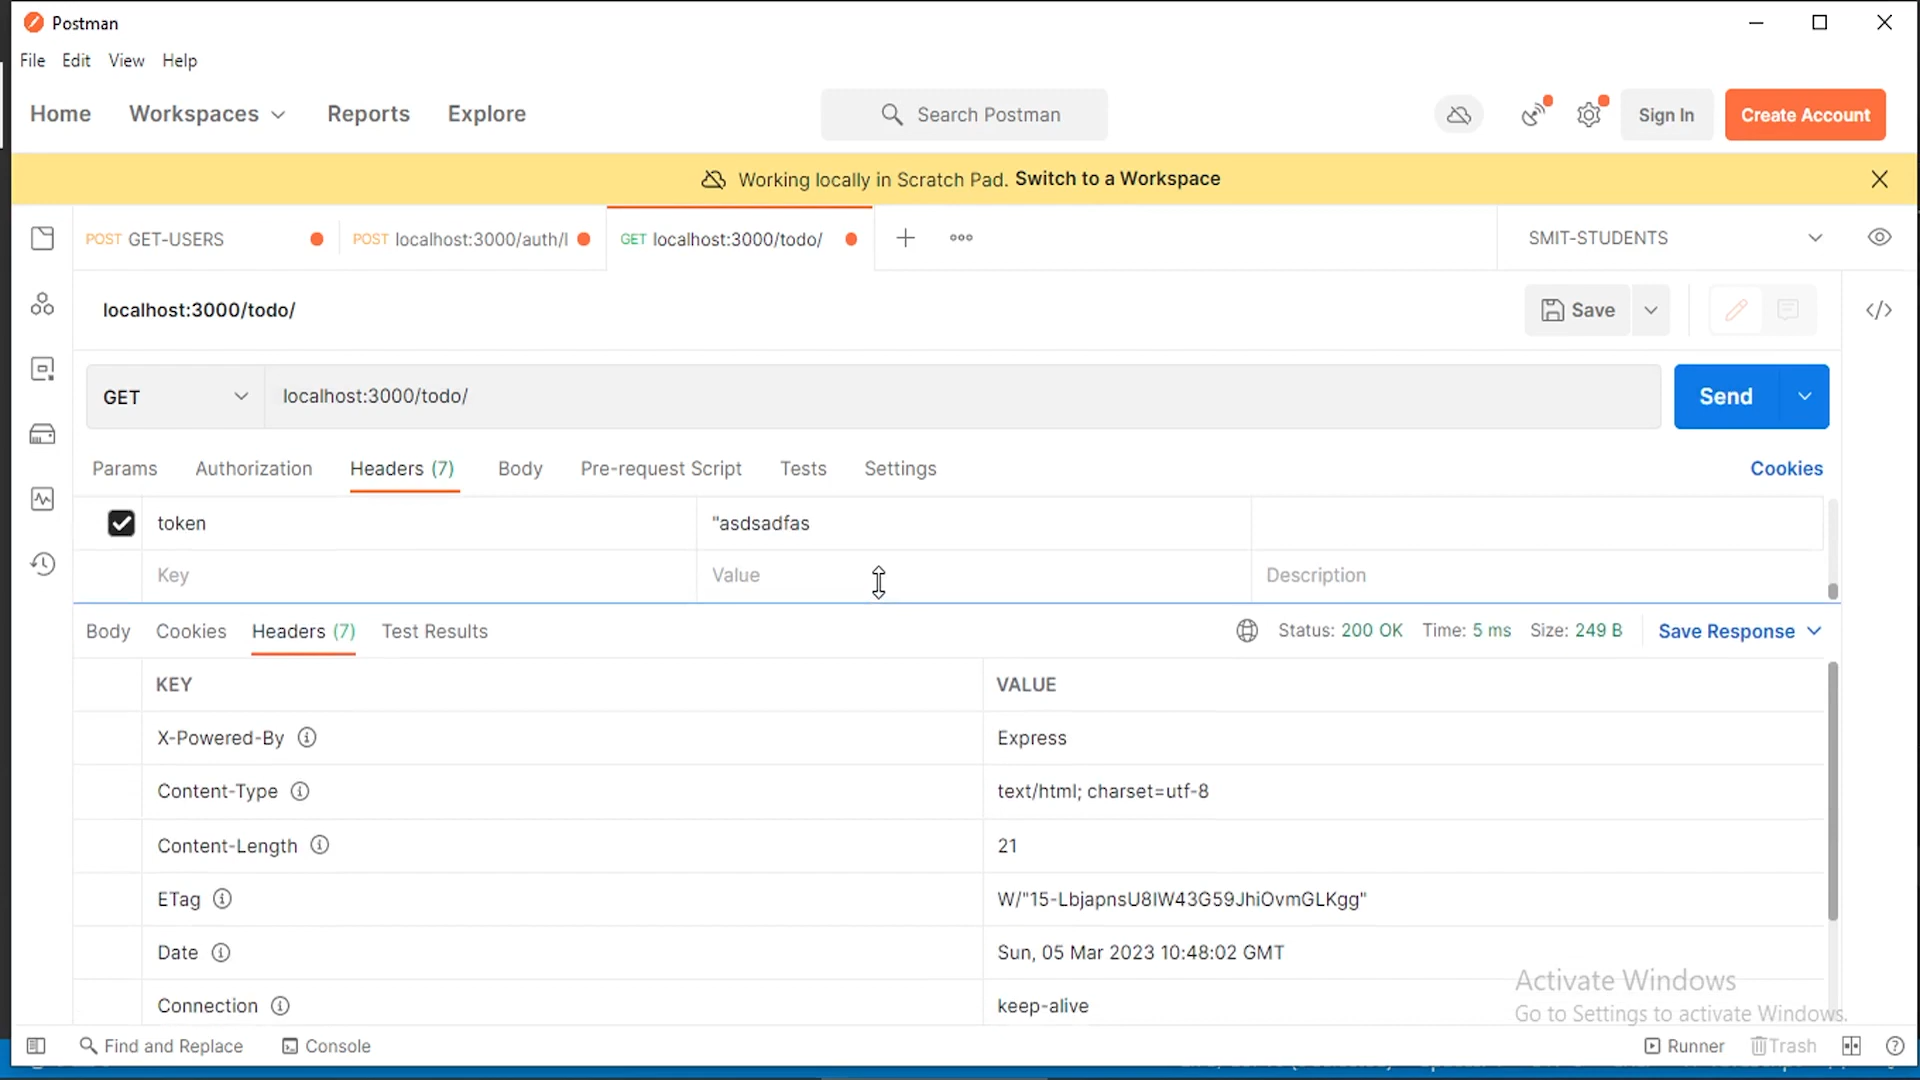 Postman
File Edit View Help
Home Workspaces Reports Explore Search Postman Sign In Create Account
Working locally in Scratch Pad. Switch to a Workspace
POST GET-USERS POST localhost:3000/auth/l GET localhost:3000/todo/ SMIT-STUDENTS
localhost:3000/todo/ Save
GET localhost:3000/todo/ Send
Params Authorization Headers (7) Body Pre-request Script Tests Settings Cookies
token "asdsadfas
Key Value Description
Body Cookies Headers (7) Test Results Status: 200 OK Time: 5 ms Size: 249 B Save Response
KEY VALUE
X-Powered-By Express
Content-Type text/html; charset=utf-8
Content-Length 21
ETag W/"15-LbjapnsU8IW43G59JhiOvmGLKgg"
Date Sun, 05 Mar 2023 10:48:02 GMT
Connection keep-alive
Activate Windows
Go to Settings to activate Windows.
Find and Replace Console Runner Trash